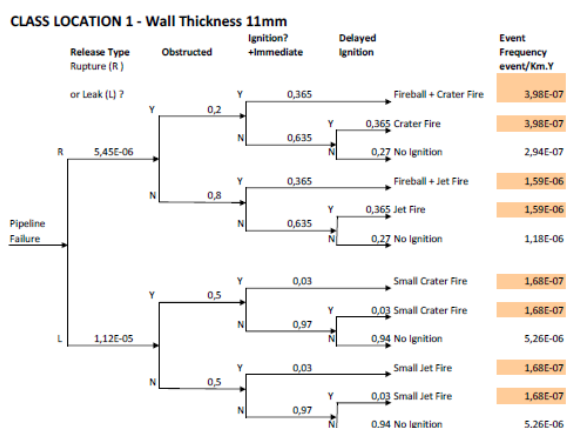 CLASS LOCATION 1 - Wall Thickness 11mm
Release Type Obstructed Ignition? +Immediate Delayed Ignition Event Frequency event/Km.Y
Rupture (R )
or Leak (L) ?
Y 0,365 Fireball + Crater Fire 3,98E-07
Y 0,2
Y 0,365 Crater Fire 3,98E-07
N 0,635
R 5,45E-06 N 0,27 No Ignition 2,94E-07
Y 0,365 Fireball + Jet Fire 1,59E-06
N 0,8
Y 0,365 Jet Fire 1,59E-06
Pipeline N 0,635
Failure N 0,27 No Ignition 1,18E-06
Y 0,03 Small Crater Fire 1,68E-07
Y 0,5
Y 0,03 Small Crater Fire 1,68E-07
N 0,97
L 1,12E-05 N 0,94 No Ignition 5,26E-06
Y 0,03 Small Jet Fire 1,68E-07
N 0,5
Y 0,03 Small Jet Fire 1,68E-07
N 0,97
N 0,94 No Ignition 5,26E-06